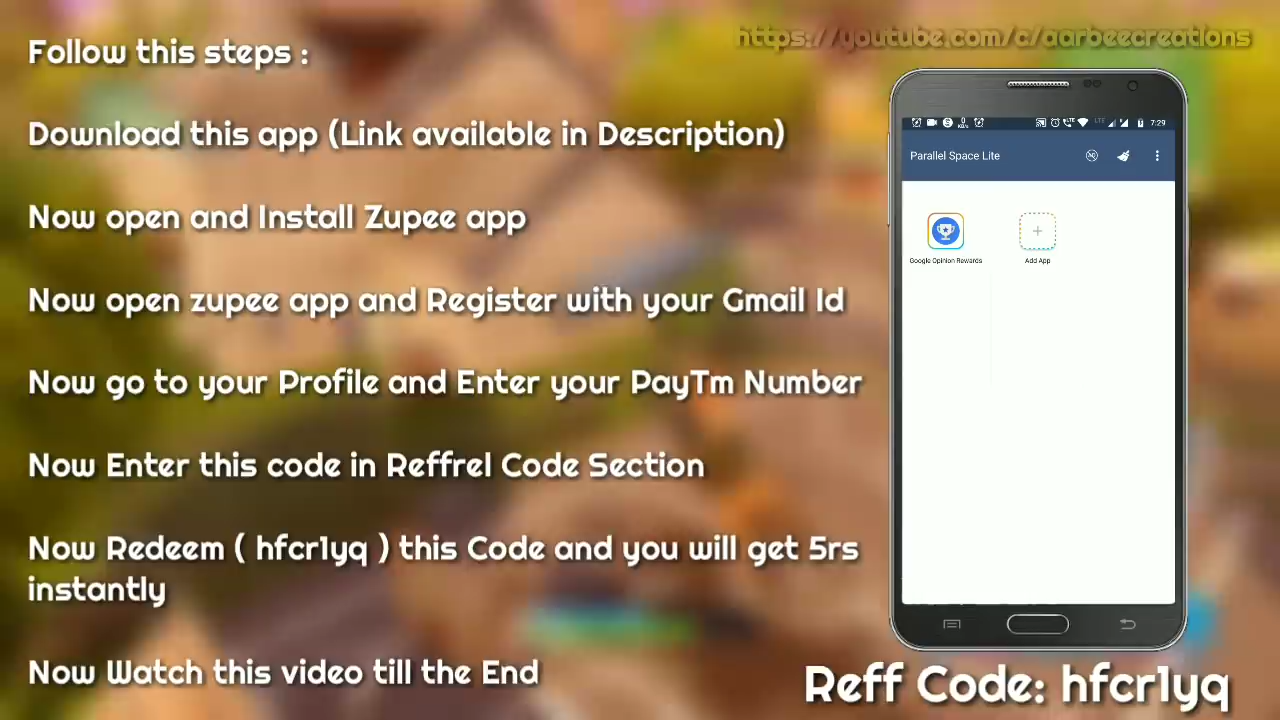 https://youtube.com/c/aarbeecreations
Follow this steps :
Download this app (Link available in Description)
Now open and Install Zupee app
Now open zupee app and Register with your Gmail Id
Now go to your Profile and Enter your PayTm Number
Now Enter this code in Reffrel Code Section
Now Redeem ( hfcr1yq ) this Code and you will get 5rs
instantly
Now Watch this video till the End
7:29
Parallel Space Lite
Google Opinion Rewards
Add App
Reff Code: hfcr1yq